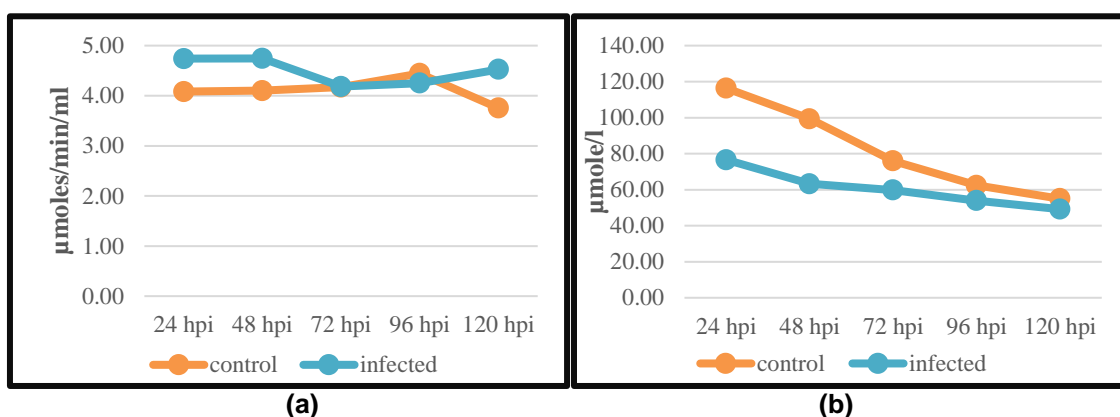 µmoles/min/ml
5.00
4.00
3.00
2.00
1.00
0.00
24 hpi 48 hpi 72 hpi 96 hpi 120 hpi
control infected
(a)
µmole/l
140.00
120.00
100.00
80.00
60.00
40.00
20.00
0.00
24 hpi 48 hpi 72 hpi 96 hpi 120 hpi
control infected
(b)